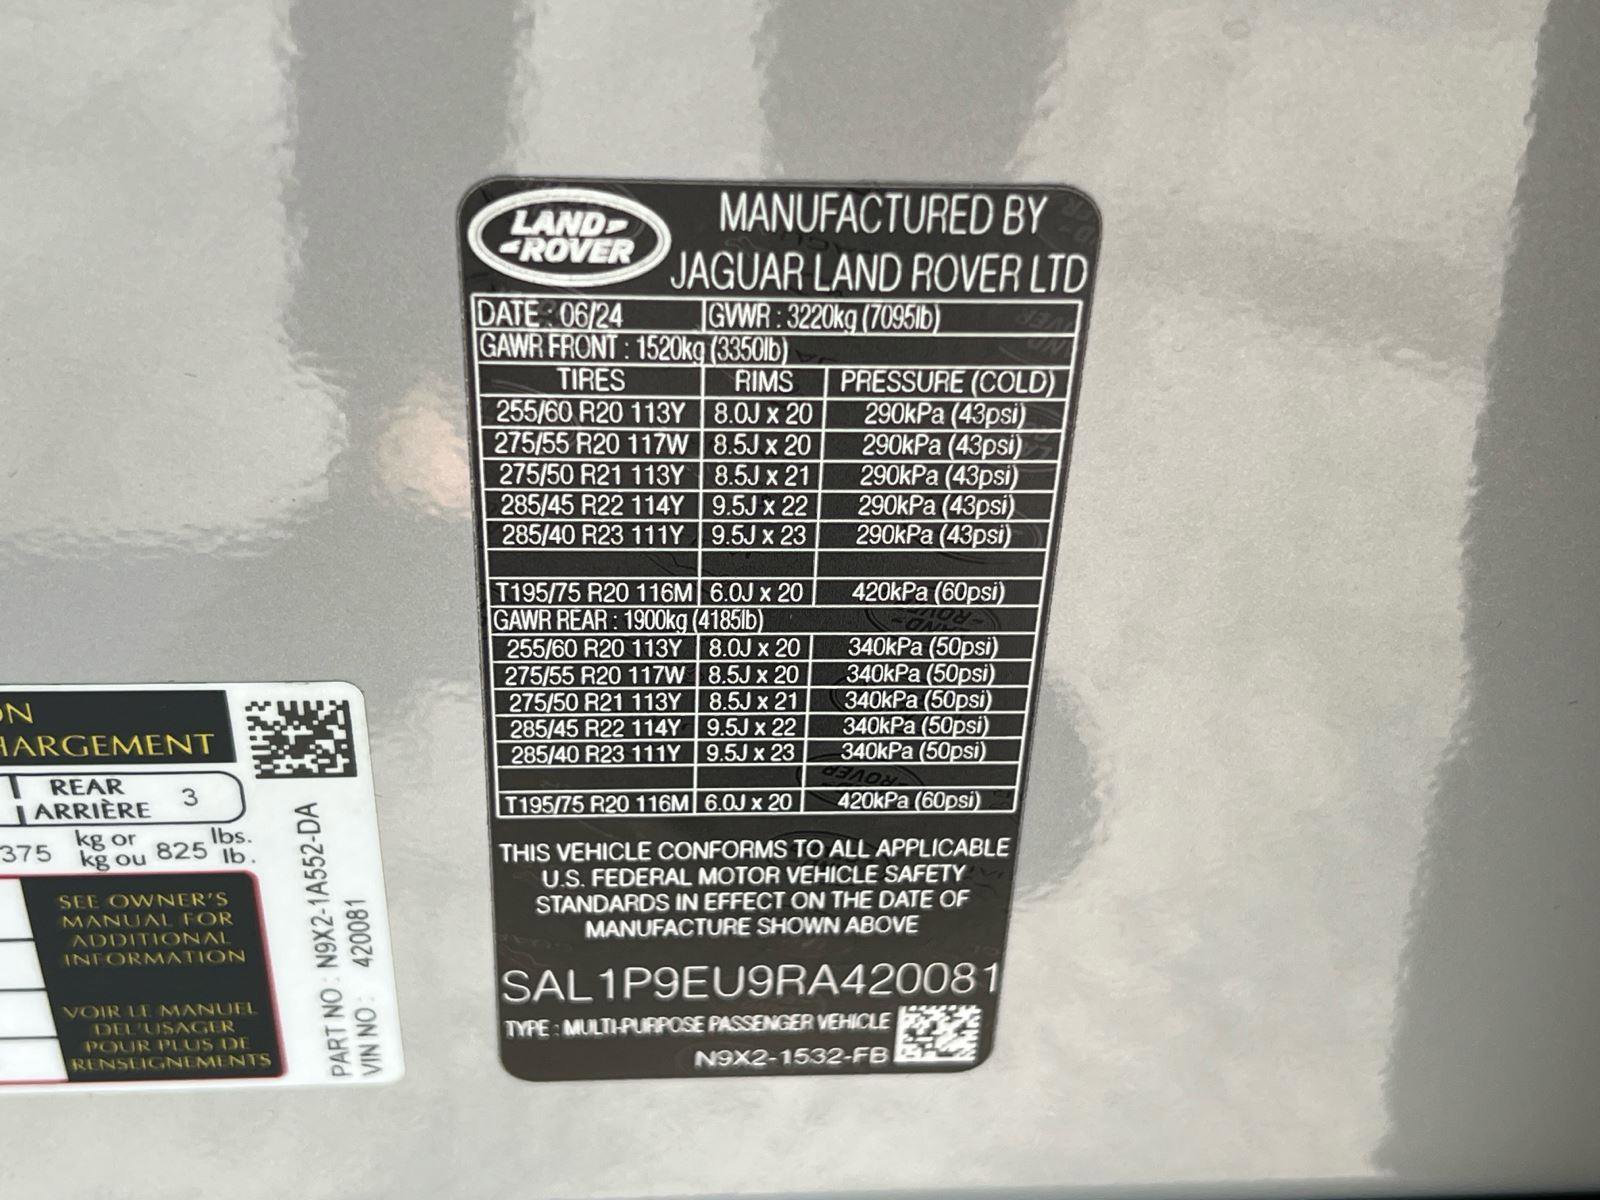 LAND-
-ROVER
MANUFACTURED BY
JAGUAR LAND ROVER LTD
DATE : 06/24 GVWR : 3220kg (7095lb)
GAWR FRONT : 1520kg (3350lb)
TIRES RIMS PRESSURE (COLD)
255/60 R20 113Y 8.0J x 20 290kPa (43psi)
275/55 R20 117W 8.5J x 20 290kPa (43psi)
275/50 R21 113Y 8.5J x 21 290kPa (43psi)
285/45 R22 114Y 9.5J x 22 290kPa (43psi)
285/40 R23 111Y 9.5J x 23 290kPa (43psi)
T195/75 R20 116M 6.0J x 20 420kPa (60psi)
GAWR REAR : 1900kg (4185lb)
255/60 R20 113Y 8.0J x 20 340kPa (50psi)
275/55 R20 117W 8.5J x 20 340kPa (50psi)
275/50 R21 113Y 8.5J x 21 340kPa (50psi)
285/45 R22 114Y 9.5J x 22 340kPa (50psi)
285/40 R23 111Y 9.5J x 23 340kPa (50psi)
T195/75 R20 116M 6.0J x 20 420kPa (60psi)
THIS VEHICLE CONFORMS TO ALL APPLICABLE
U.S. FEDERAL MOTOR VEHICLE SAFETY
STANDARDS IN EFFECT ON THE DATE OF
MANUFACTURE SHOWN ABOVE
SAL1P9EU9RA420081
TYPE : MULTI-PURPOSE PASSENGER VEHICLE
N9X2-1532-FB
ON
HARGEMENT
REAR
ARRIÈRE 3
375 kg or 825 lbs.
kg ou lb.
SEE OWNER'S
MANUAL FOR
ADDITIONAL
INFORMATION
VOIR LE MANUEL
DEL'USAGER
POUR PLUS DE
RENSEIGNEMENTS
PART NO : N9X2-1A552-DA
VIN NO : 420081